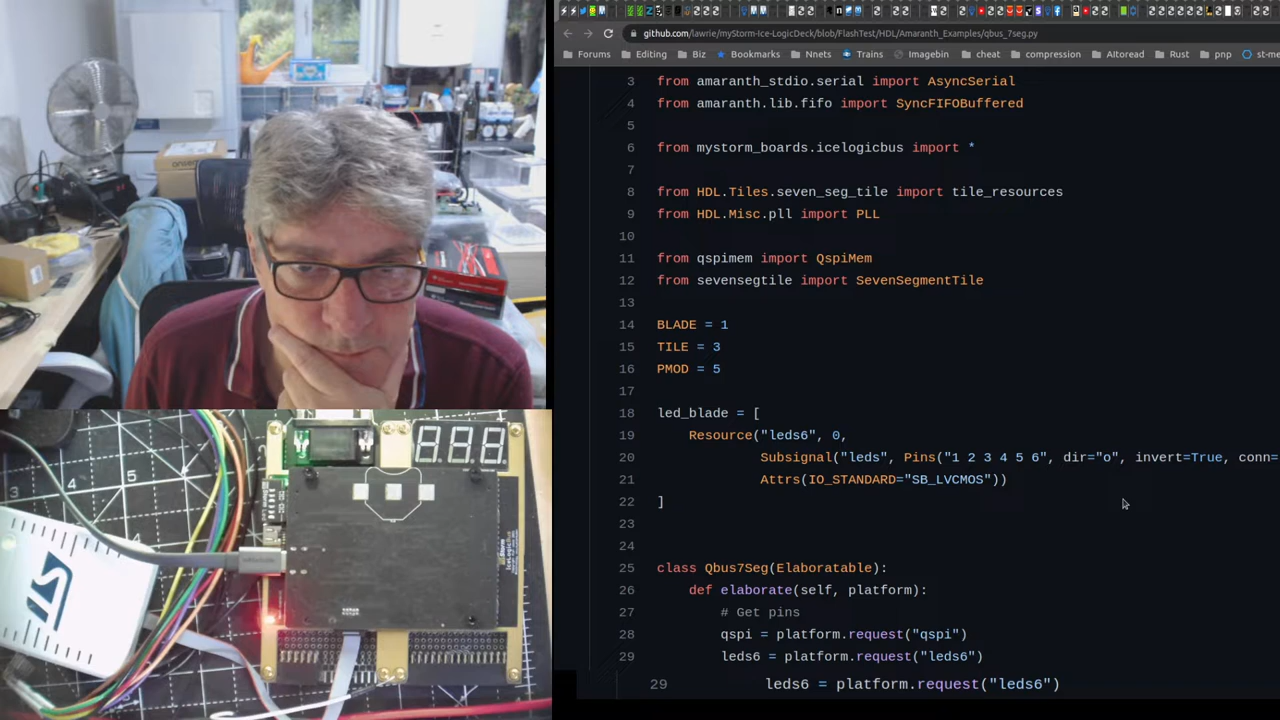 github.com/lawrie/myStorm-Ice-LogicDeck/blob/FlashTest/HDL/Amaranth_Examples/qbus_7seg.py
Forums Editing Biz Bookmarks Nnets Trains Imagebin cheat compression Altoread Rust pnp st-me
3 from amaranth_stdio.serial import AsyncSerial
4 from amaranth.lib.fifo import SyncFIFOBuffered
5
6 from mystorm_boards.icelogicbus import *
7
8 from HDL.Tiles.seven_seg_tile import tile_resources
9 from HDL.Misc.pll import PLL
10
11 from qspimem import QspiMem
12 from sevensegtile import SevenSegmentTile
13
14 BLADE = 1
15 TILE = 3
16 PMOD = 5
17
18 led_blade = [
19 Resource("leds6", 0,
20 Subsignal("leds", Pins("1 2 3 4 5 6", dir="o", invert=True, conn=
21 Attrs(IO_STANDARD="SB_LVCMOS"))
22 ]
23
24
25 class Qbus7Seg(Elaboratable):
26 def elaborate(self, platform):
27 # Get pins
28 qspi = platform.request("qspi")
29 leds6 = platform.request("leds6")
29 leds6 = platform.request("leds6")